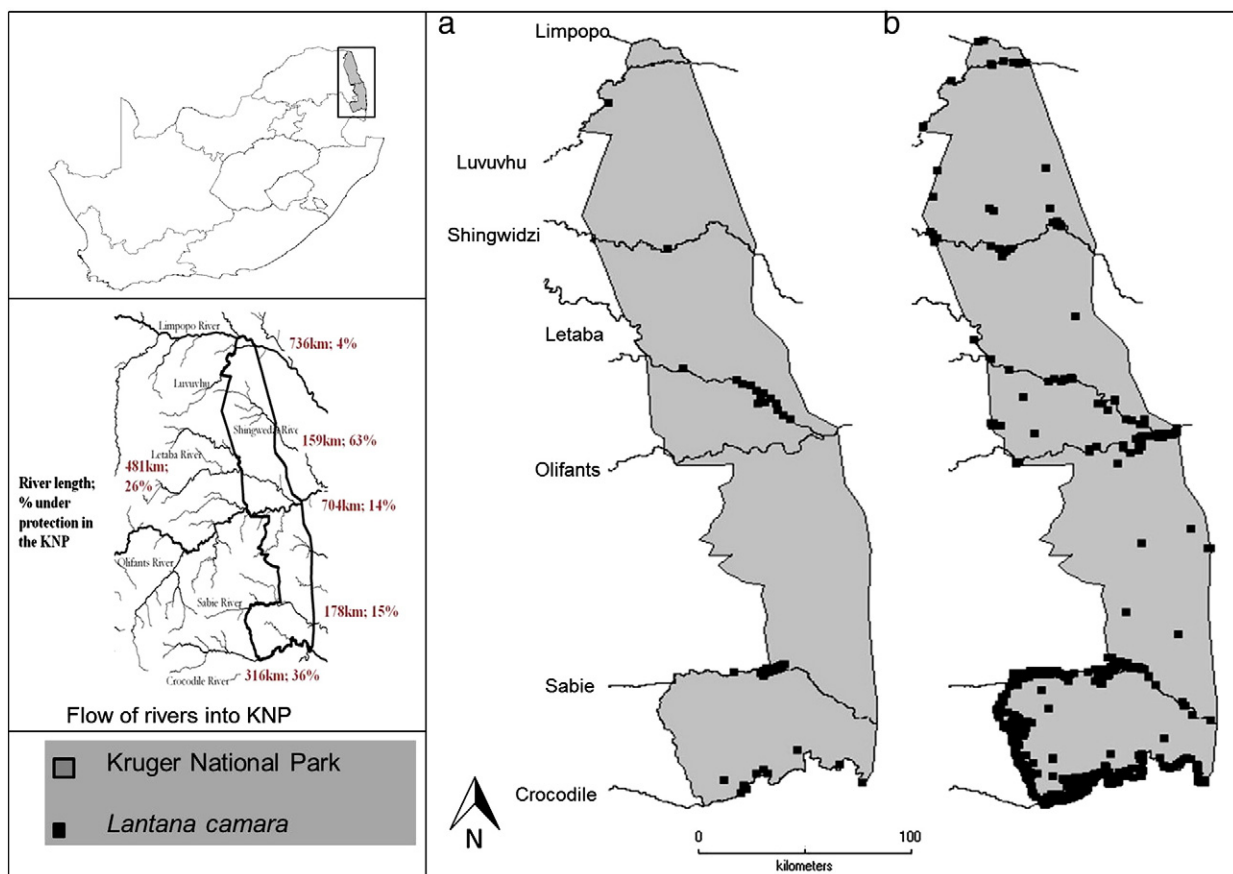 Limpopo River
736km; 4%
Luvuvhu
Shingwedzi River
159km; 63%
Letaba River
481km;
26%
River length;
% under
protection in
the KNP
704km; 14%
Olifants River
Sabie River
178km; 15%
Crocodile River
316km; 36%
Flow of rivers into KNP
Kruger National Park
Lantana camara
a
b
Limpopo
Luvuvhu
Shingwidzi
Letaba
Olifants
Sabie
Crocodile
N
0
100
kilometers